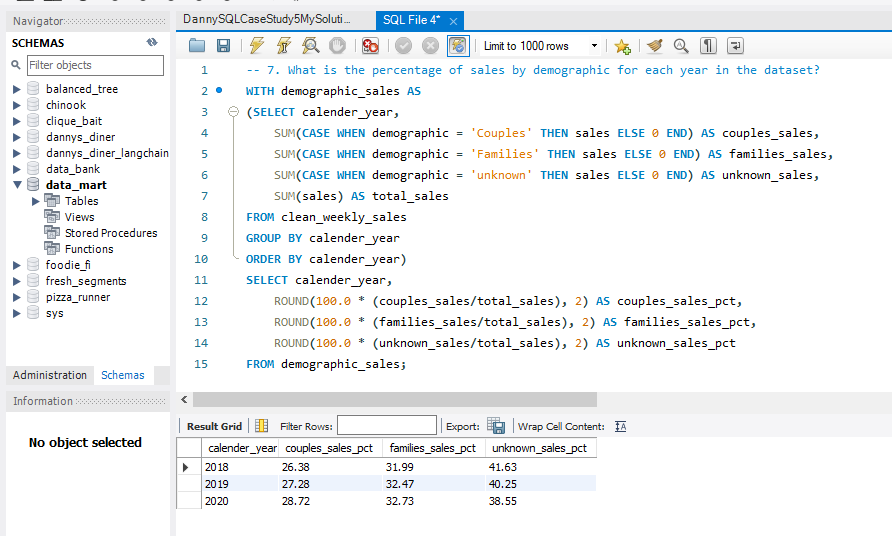 Navigator
SCHEMAS
Filter objects
balanced_tree
chinook
clique_bait
dannys_diner
dannys_diner_langchain
data_bank
data_mart
Tables
Views
Stored Procedures
Functions
foodie_fi
fresh_segments
pizza_runner
sys
Administration Schemas
Information
No object selected
DannySQLCaseStudy5MySoluti... SQL File 4*
Limit to 1000 rows
1 -- 7. What is the percentage of sales by demographic for each year in the dataset?
2 WITH demographic_sales AS
3 (SELECT calender_year,
4 SUM(CASE WHEN demographic = 'Couples' THEN sales ELSE 0 END) AS couples_sales,
5 SUM(CASE WHEN demographic = 'Families' THEN sales ELSE 0 END) AS families_sales,
6 SUM(CASE WHEN demographic = 'unknown' THEN sales ELSE 0 END) AS unknown_sales,
7 SUM(sales) AS total_sales
8 FROM clean_weekly_sales
9 GROUP BY calender_year
10 ORDER BY calender_year)
11 SELECT calender_year,
12 ROUND(100.0 * (couples_sales/total_sales), 2) AS couples_sales_pct,
13 ROUND(100.0 * (families_sales/total_sales), 2) AS families_sales_pct,
14 ROUND(100.0 * (unknown_sales/total_sales), 2) AS unknown_sales_pct
15 FROM demographic_sales;
Result Grid Filter Rows: Export: Wrap Cell Content:
calender_year couples_sales_pct families_sales_pct unknown_sales_pct
2018 26.38 31.99 41.63
2019 27.28 32.47 40.25
2020 28.72 32.73 38.55